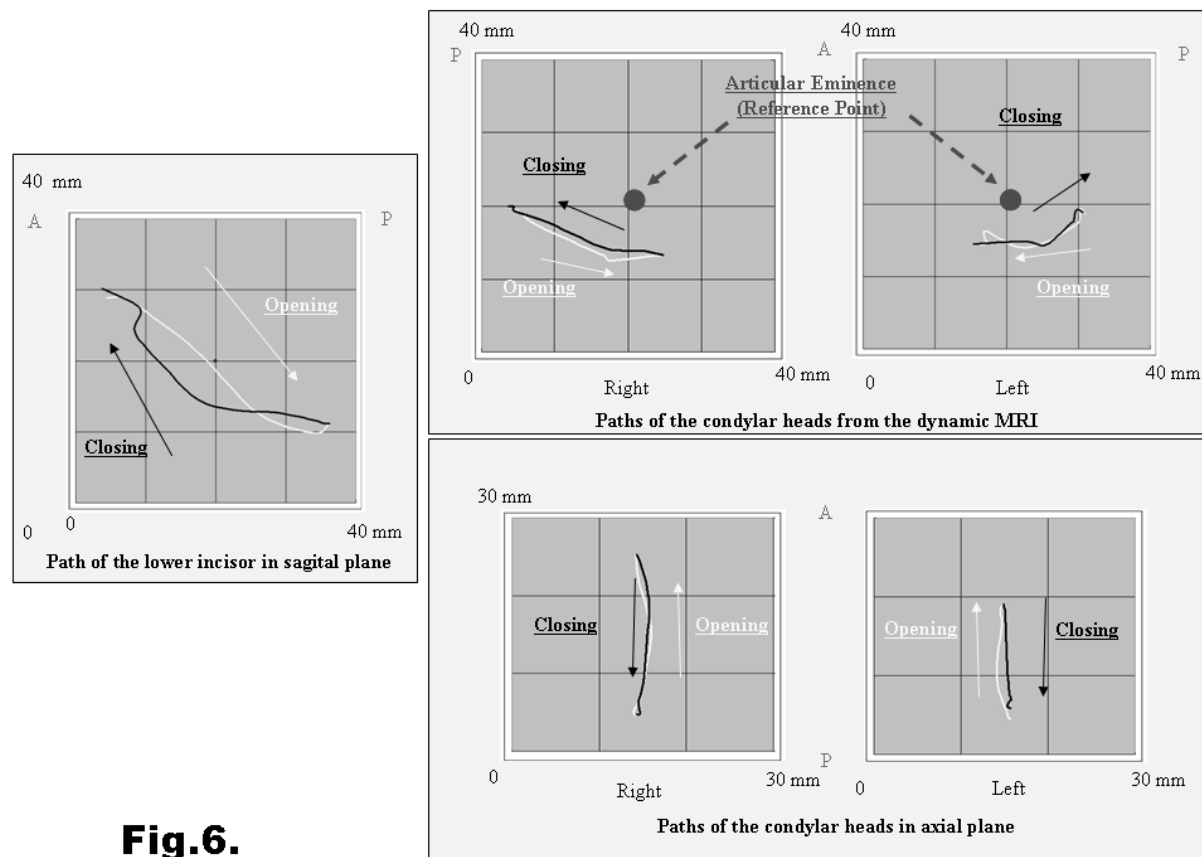 40 mm
A
P
Opening
Closing
0
0
40 mm
Path of the lower incisor in sagital plane
40 mm
P
A
40 mm
P
Articular Eminence
(Reference Point)
Closing
Closing
Opening
Opening
0
Right
40 mm
0
Left
40 mm
Paths of the condylar heads from the dynamic MRI
30 mm
A
Closing
Opening
Opening
Closing
P
0
Right
30 mm
0
Left
30 mm
Paths of the condylar heads in axial plane
Fig.6.